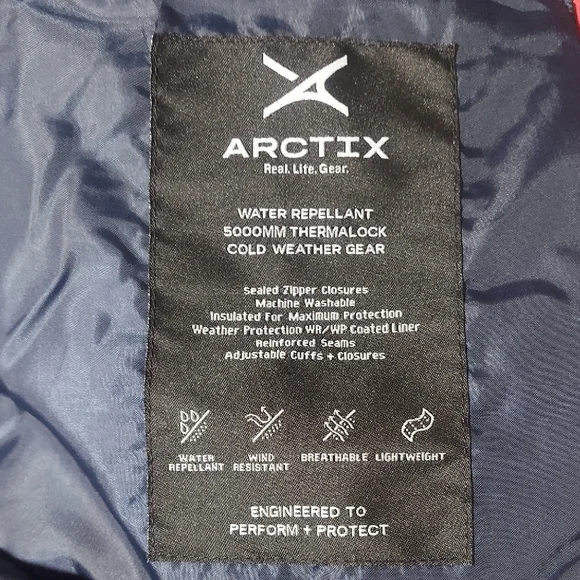 ARCTIX
Real. Life. Gear.
WATER REPELLANT
5000MM THERMALOCK
COLD WEATHER GEAR
Sealed Zipper Closures
Machine Washable
Insulated For Maximum Protection
Weather Protection WR/WP Coated Liner
Reinforced Seams
Adjustable Cuffs + Closures
WATER REPELLANT
WIND RESISTANT
BREATHABLE
LIGHTWEIGHT
ENGINEERED TO
PERFORM + PROTECT